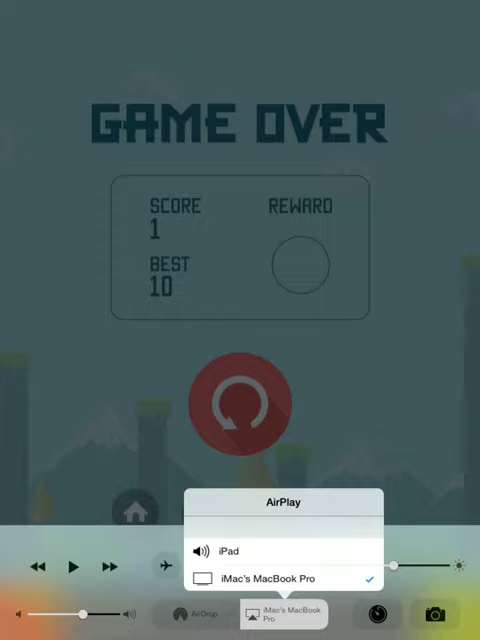 GAME OVER
SCORE
REWARD
1
BEST
10
AirPlay
iPad
iMac's MacBook Pro
AirDrop
iMac's MacBook
Pro